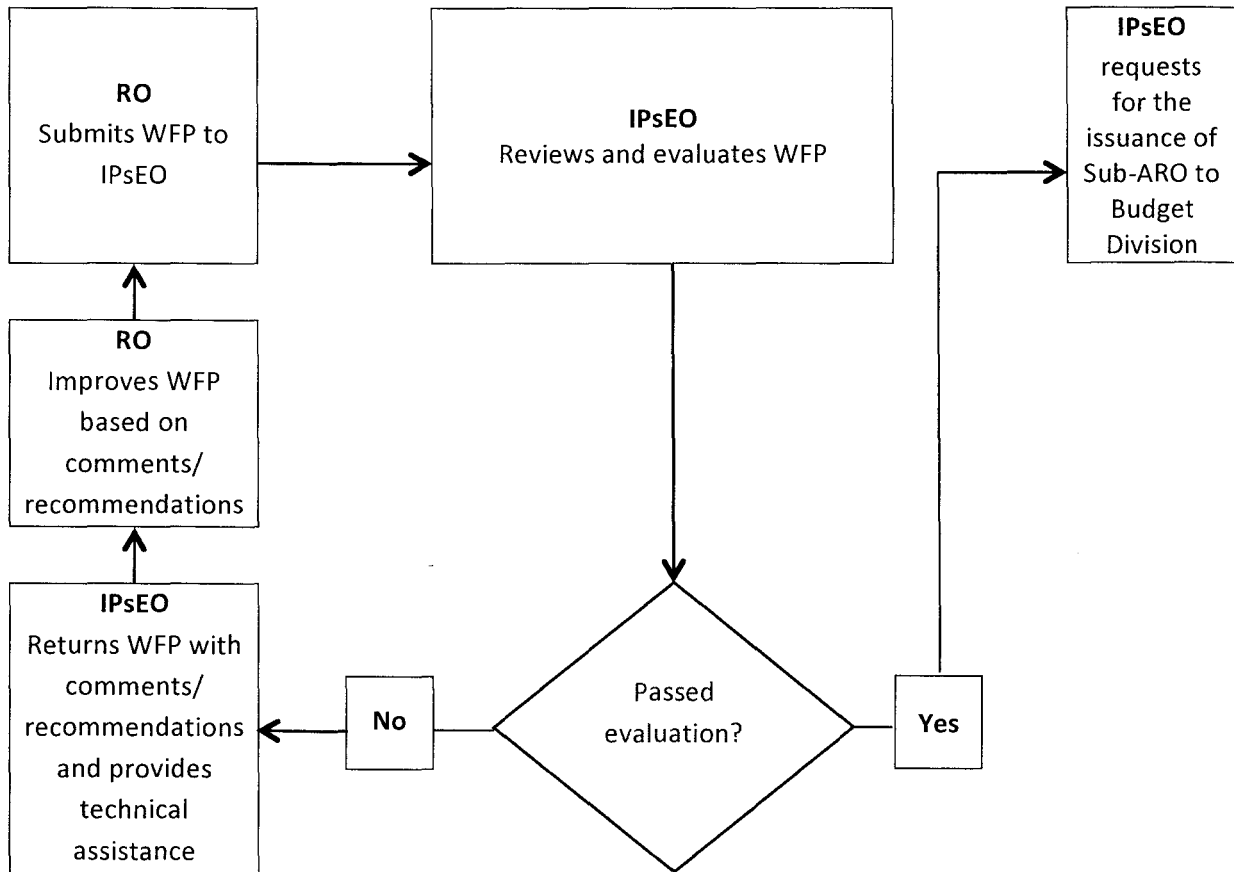 RO
Submits WFP to
IPsEO
IPsEO
Reviews and evaluates WFP
IPsEO
requests
for the
issuance of
Sub-ARO to
Budget
Division
RO
Improves WFP
based on
comments/
recommendations
IPsEO
Returns WFP with
comments/
recommendations
and provides
technical
assistance
No
Passed
evaluation?
Yes